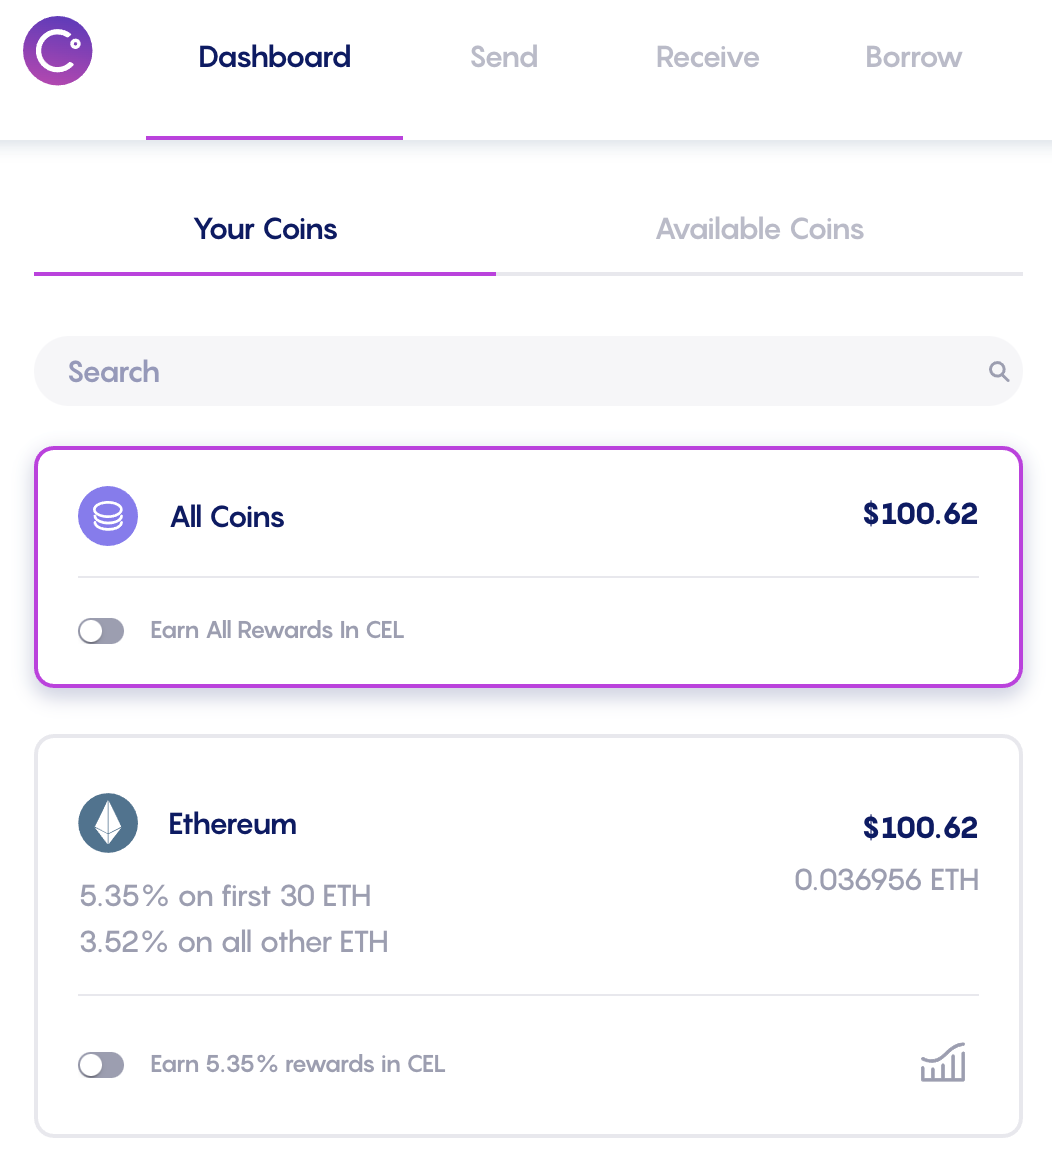 Dashboard Send Receive Borrow
Your Coins Available Coins
Search
All Coins $100.62
Earn All Rewards In CEL
Ethereum $100.62
0.036956 ETH
5.35% on first 30 ETH
3.52% on all other ETH
Earn 5.35% rewards in CEL